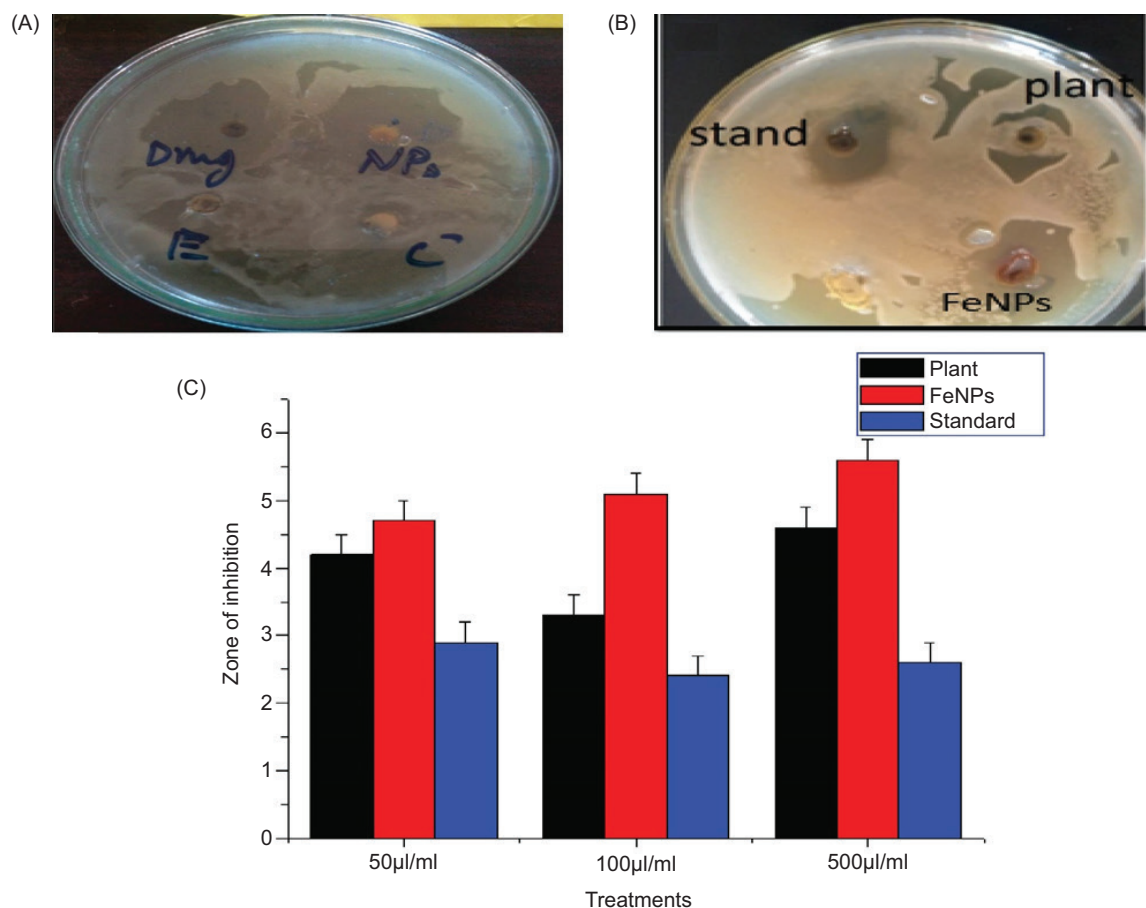 (A)
(B)
Drug
NPs
E
C
stand
plant
FeNPs
(C)
Plant
FeNPs
Standard
Zone of inhibition
6
5
4
3
2
1
0
50µl/ml
100µl/ml
500µl/ml
Treatments